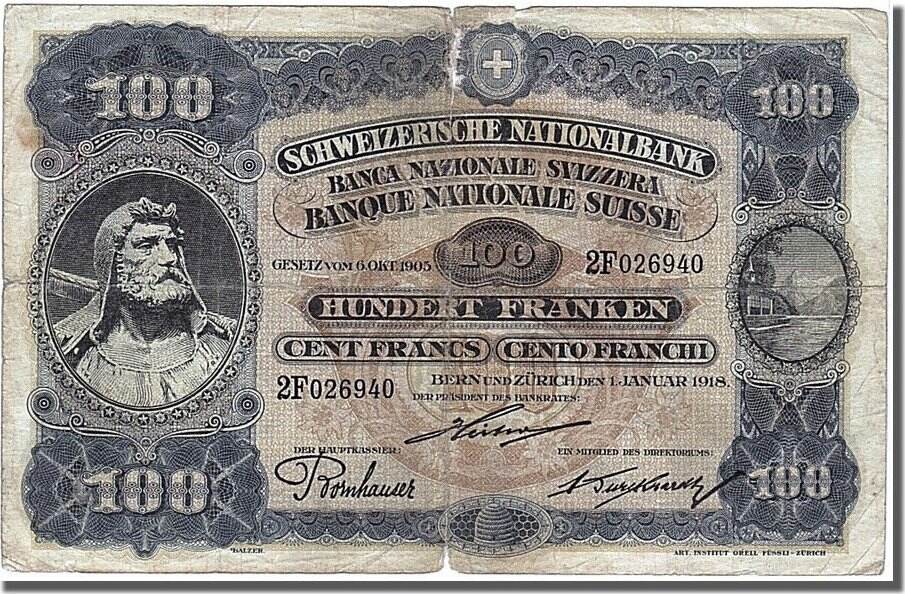 100 100
SCHWEIZERISCHE NATIONALBANK
BANCA NAZIONALE SVIZZERA
BANQUE NATIONALE SUISSE
GESETZ VOM 6.OKT.1905 100 2F026940
HUNDERT FRANKEN
CENT FRANCS CENTO FRANCHI
2F026940 BERN UND ZÜRICH DEN 1.JANUAR 1918.
DER PRÄSIDENT DES BANKRATES:
DER HAUPTKASSIER: EIN MITGLIED DES DIREKTORIUMS:
Bornhauser Burckhardt
100 100
BALZER ART. INSTITUT ORELL FÜSSLI-ZÜRICH